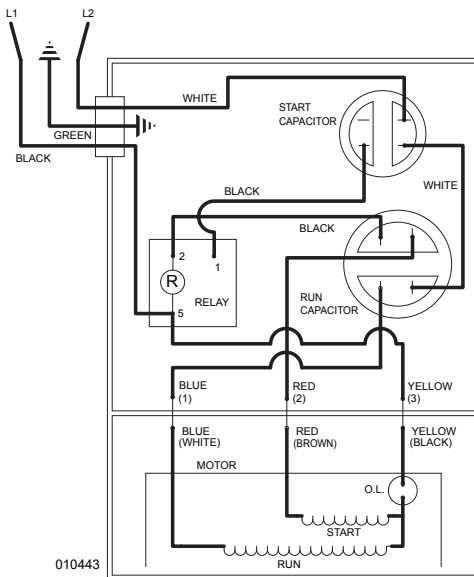 L1
L2
WHITE
GREEN
BLACK
START
CAPACITOR
WHITE
BLACK
BLACK
2
1
R
RELAY
5
RUN
CAPACITOR
BLUE
(1)
RED
(2)
YELLOW
(3)
BLUE
(WHITE)
RED
(BROWN)
YELLOW
(BLACK)
MOTOR
O.L.
START
RUN
010443